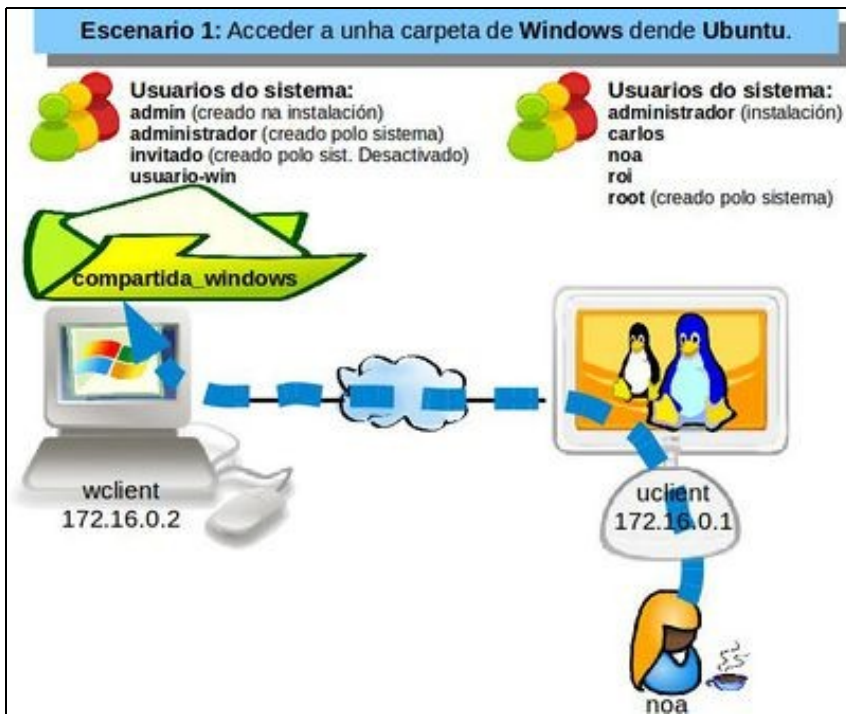 Escenario 1: Acceder a unha carpeta de Windows dende Ubuntu.
Usuarios do sistema:
admin (creado na instalación)
administrador (creado polo sistema)
invitado (creado polo sist. Desactivado)
usuario-win
Usuarios do sistema:
administrador (instalación)
carlos
noa
roi
root (creado polo sistema)
compartida_windows
wclient
172.16.0.2
uclient
172.16.0.1
noa